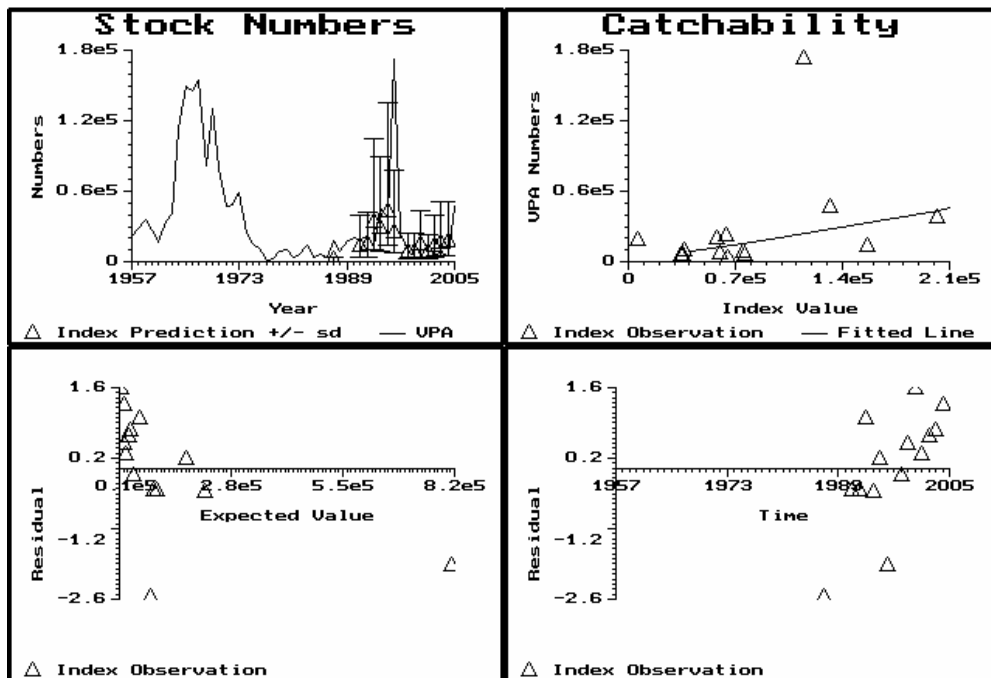 Stock Numbers
1.8e5
1.2e5
0.6e5
0
Numbers
1957 1973 1989 2005
Year
Index Prediction +/- sd VPA
Catchability
1.8e5
1.2e5
0.6e5
0
VPA Numbers
0 0.7e5 1.4e5 2.1e5
Index Value
Index Observation Fitted Line
1.6
0.2
-1.2
-2.6
Residual
0.1e5 2.8e5 5.5e5 8.2e5
Expected Value
Index Observation
1.6
0.2
-1.2
-2.6
Residual
1957 1973 1989 2005
Time
Index Observation